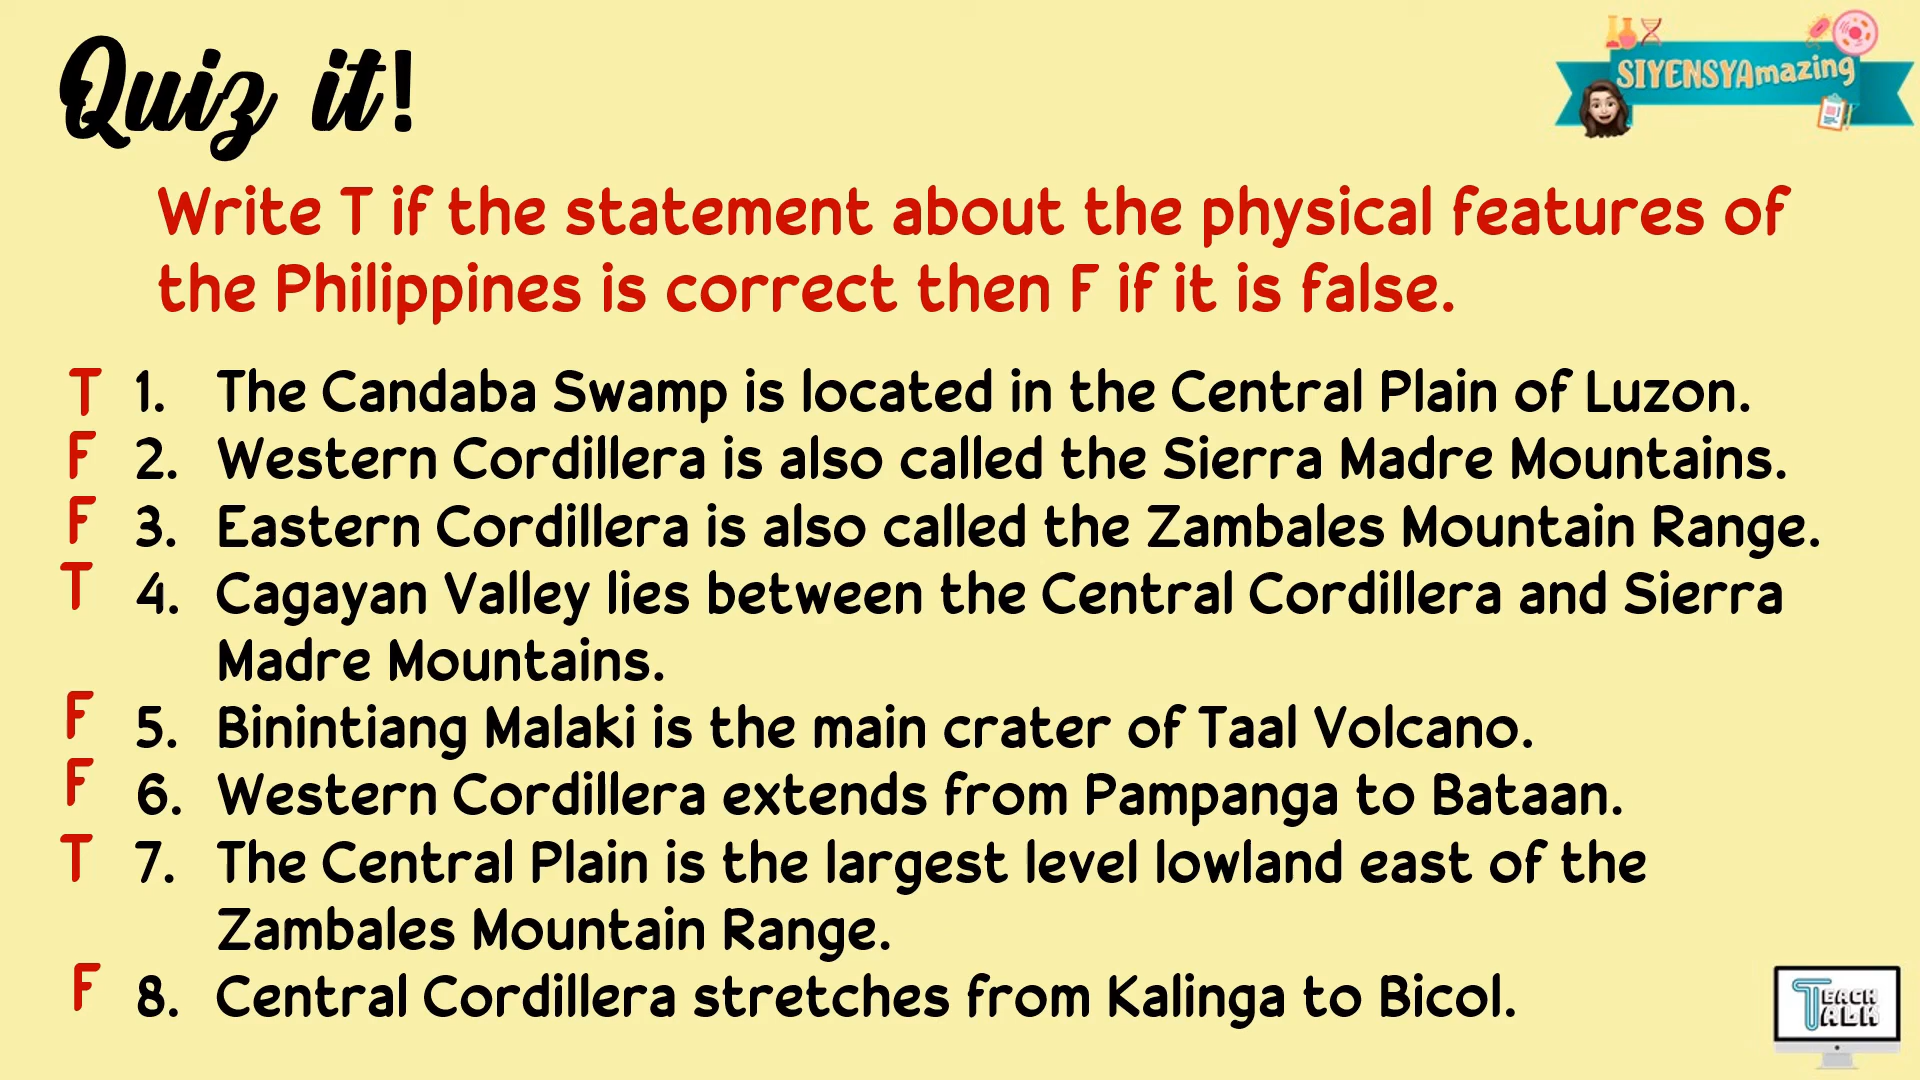 Quiz it!
SIYENSYAmazing
Write T if the statement about the physical features of
the Philippines is correct then F if it is false.
T 1. The Candaba Swamp is located in the Central Plain of Luzon.
F 2. Western Cordillera is also called the Sierra Madre Mountains.
F 3. Eastern Cordillera is also called the Zambales Mountain Range.
T 4. Cagayan Valley lies between the Central Cordillera and Sierra
Madre Mountains.
F 5. Binintiang Malaki is the main crater of Taal Volcano.
F 6. Western Cordillera extends from Pampanga to Bataan.
T 7. The Central Plain is the largest level lowland east of the
Zambales Mountain Range.
F 8. Central Cordillera stretches from Kalinga to Bicol.
TEACH
TALK